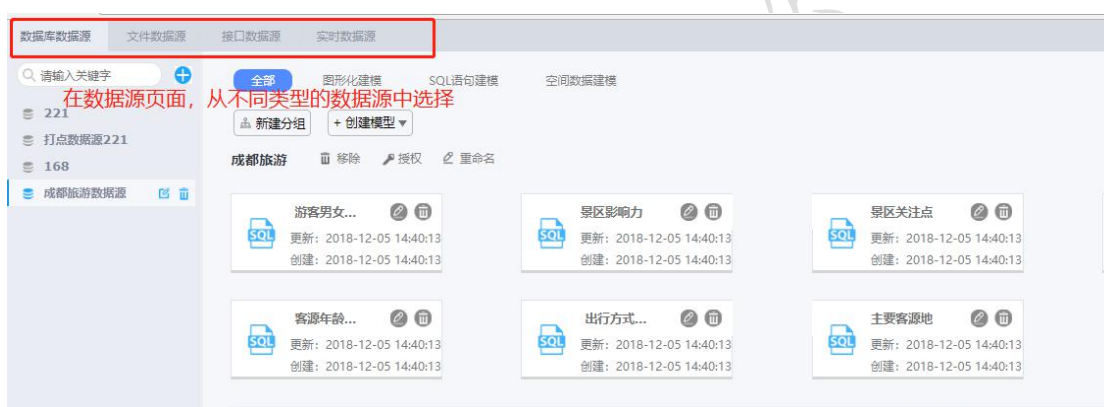 数据库数据源 文件数据源 接口数据源 实时数据源
请输入关键字
全部 图形化建模 SQL语句建模 空间数据建模
在数据源页面，从不同类型的数据源中选择
221
新建分组 + 创建模型
打点数据源221
168
成都旅游 移除 授权 重命名
成都旅游数据源
游客男女... 景区影响力 景区关注点
SQL 更新：2018-12-05 14:40:13 SQL 更新：2018-12-05 14:40:13 SQL 更新：2018-12-05 14:40:13
创建：2018-12-05 14:40:13 创建：2018-12-05 14:40:13 创建：2018-12-05 14:40:13
客源年龄... 出行方式... 主要客源地
SQL 更新：2018-12-05 14:40:13 SQL 更新：2018-12-05 14:40:13 SQL 更新：2018-12-05 14:40:13
创建：2018-12-05 14:40:13 创建：2018-12-05 14:40:13 创建：2018-12-05 14:40:13